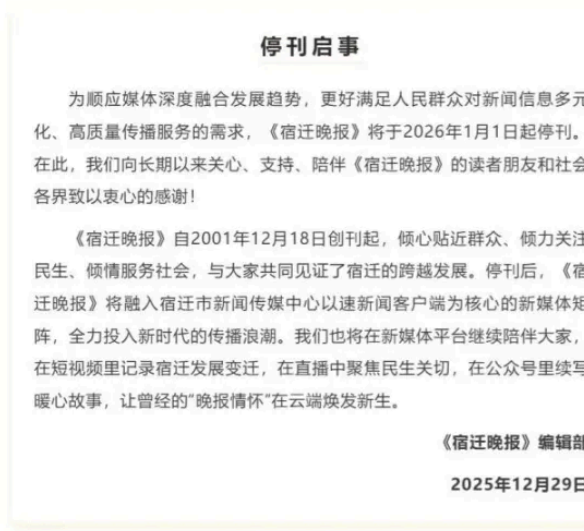 停刊启事
为顺应媒体深度融合发展趋势，更好满足人民群众对新闻信息多元
化、高质量传播服务的需求，《宿迁晚报》将于2026年1月1日起停刊。
在此，我们向长期以来关心、支持、陪伴《宿迁晚报》的读者朋友和社会
各界致以衷心的感谢！
《宿迁晚报》自2001年12月18日创刊起，倾心贴近群众、倾力关注
民生、倾情服务社会，与大家共同见证了宿迁的跨越发展。停刊后，《宿
迁晚报》将融入宿迁市新闻传媒中心以速新闻客户端为核心的新媒体矩
阵，全力投入新时代的传播浪潮。我们也将在新媒体平台继续陪伴大家，
在短视频里记录宿迁发展变迁，在直播中聚焦民生关切，在公众号里续写
暖心故事，让曾经的“晚报情怀”在云端焕发新生。
《宿迁晚报》编辑部
2025年12月29日